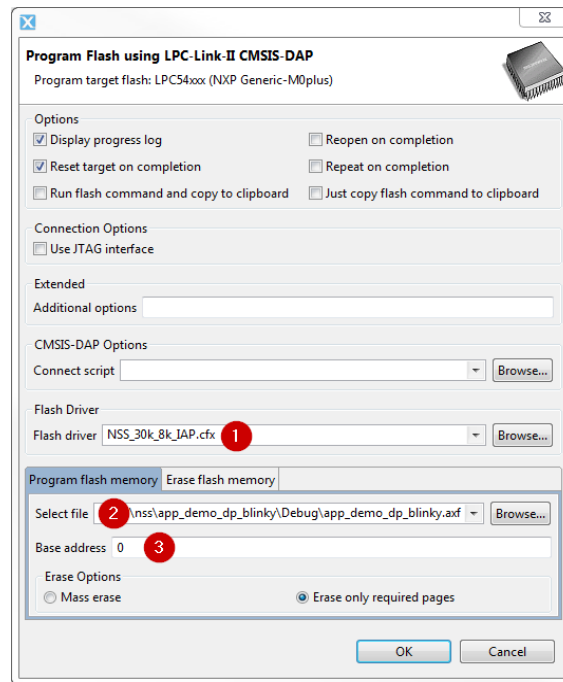 Program Flash using LPC-Link-II CMSIS-DAP
Program target flash: LPC54xxx (NXP Generic-M0plus)
Options
Display progress log
Reopen on completion
Reset target on completion
Repeat on completion
Run flash command and copy to clipboard
Just copy flash command to clipboard
Connection Options
Use JTAG interface
Extended
Additional options
CMSIS-DAP Options
Connect script
Browse...
Flash Driver
Flash driver NSS_30k_8k_IAP.cfx 1
Browse...
Program flash memory Erase flash memory
Select file 2 \nss\app_demo_dp_blinky\Debug\app_demo_dp_blinky.axf
Browse...
Base address 0 3
Erase Options
Mass erase
Erase only required pages
OK
Cancel